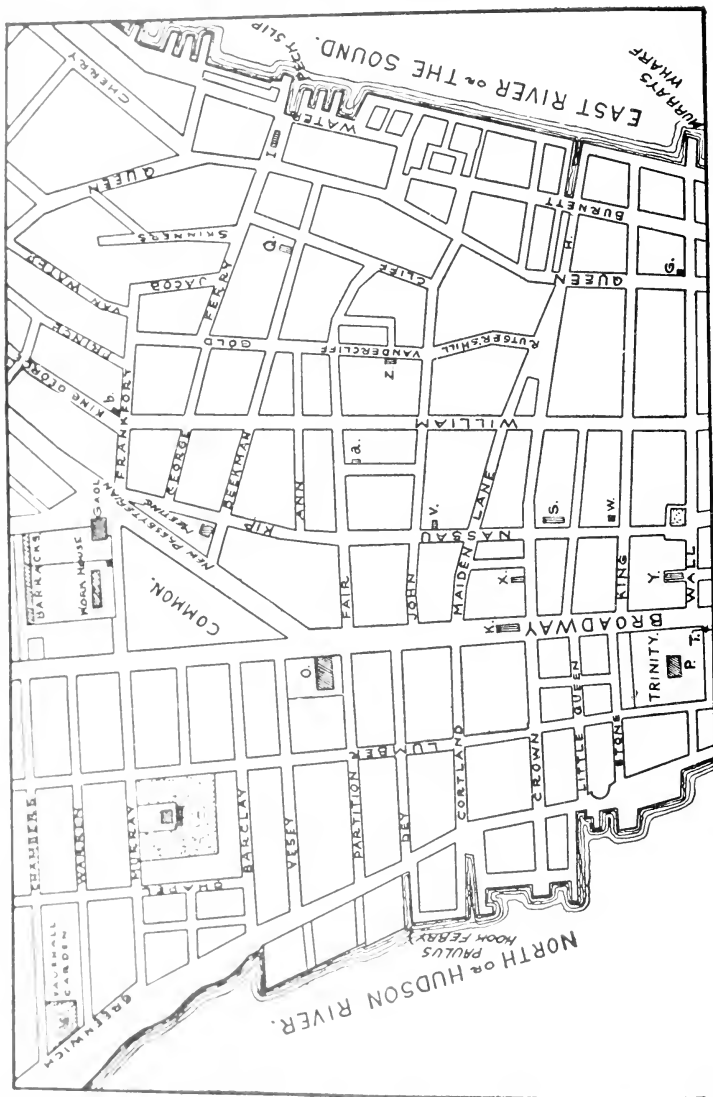 EAST RIVER OR THE SOUND.
MURRAYS
WHARF
PECK SLIP
CHERRY
WATER
QUEEN
I
BURNETT
SKINNERS
Q.
H.
G.
CLIFF
QUEEN
VAN WATER
JACOB
FERRY
PRINCE
GOLD
VANDERCLIFF
RUTGERS HILL
Z
KING GEORGE
b.
FRANKFORT
WILLIAM
GEORGE
BEEKMAN
ANN
a.
LANE
V.
S.
W.
NEW PRESBYTERIAN
MEETING
KIP
NASSAU
GAOL
BARRACKS
WORK HOUSE
COMMON.
FAIR
JOHN
MAIDEN
X.
KING
Y.
WALL
K.
BROADWAY
O.
TRINITY.
P.
T.
LUMBER
CORTLAND
CROWN
LITTLE QUEEN
STONE
CHAMBERS
WARREN
MURRAY
BARCLAY
VESEY
PARTITION
DEY
VAUXHALL
GARDEN
GREENWICH
PAULUS
HOOK FERRY
NORTH OR HUDSON RIVER.